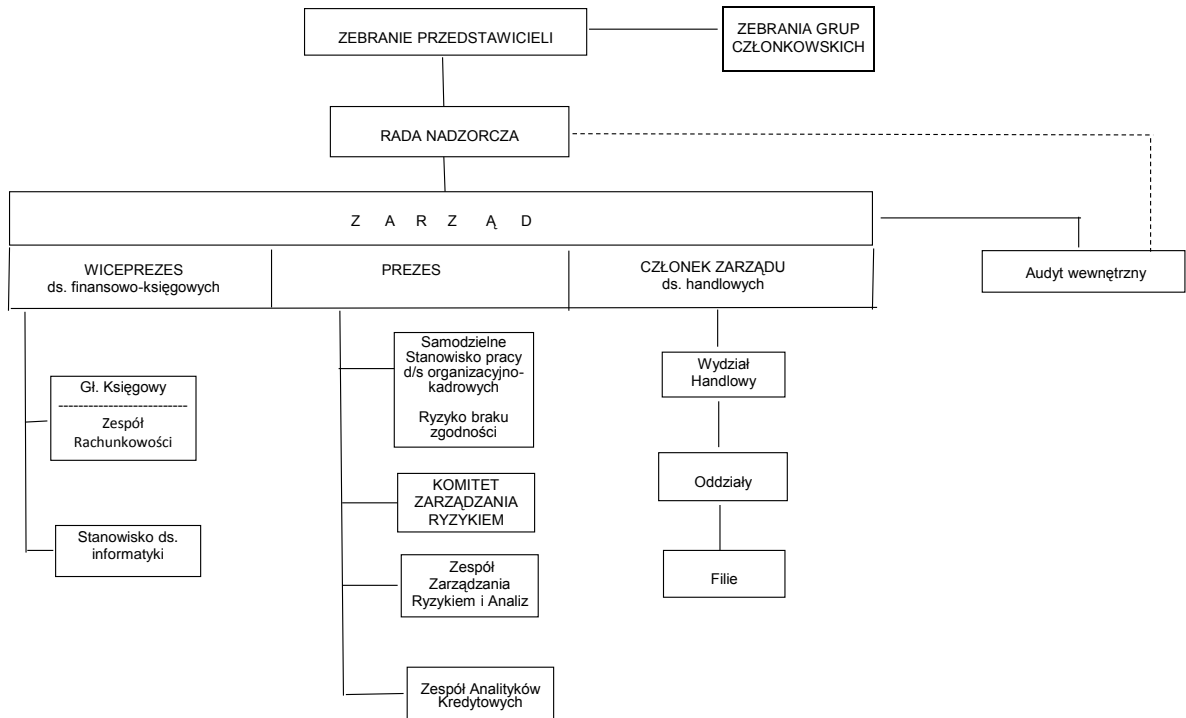 ZEBRANIE PRZEDSTAWICIELI
ZEBRANIA GRUP
CZŁONKOWSKICH
RADA NADZORCZA
Z A R Z Ą D
WICEPREZES
ds. finansowo-księgowych
PREZES
CZŁONEK ZARZĄDU
ds. handlowych
Audyt wewnętrzny
Gł. Księgowy
--------------------------
Zespół
Rachunkowości
Stanowisko ds.
informatyki
Samodzielne
Stanowisko pracy
d/s organizacyjno-
kadrowych
Ryzyko braku
zgodności
KOMITET
ZARZĄDZANIA
RYZYKIEM
Zespół
Zarządzania
Ryzykiem i Analiz
Zespół Analityków
Kredytowych
Wydział
Handlowy
Oddziały
Filie